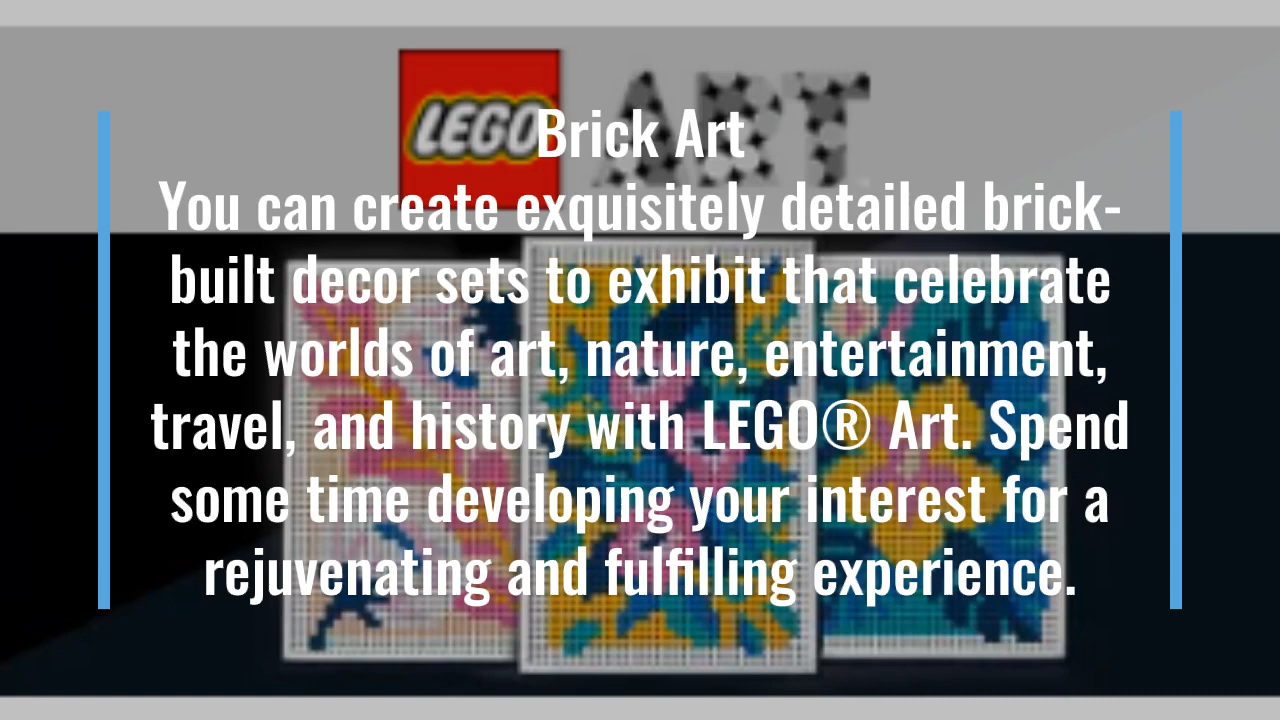 LEGO ART
Brick Art
You can create exquisitely detailed brick-
built decor sets to exhibit that celebrate
the worlds of art, nature, entertainment,
travel, and history with LEGO® Art. Spend
some time developing your interest for a
rejuvenating and fulfilling experience.